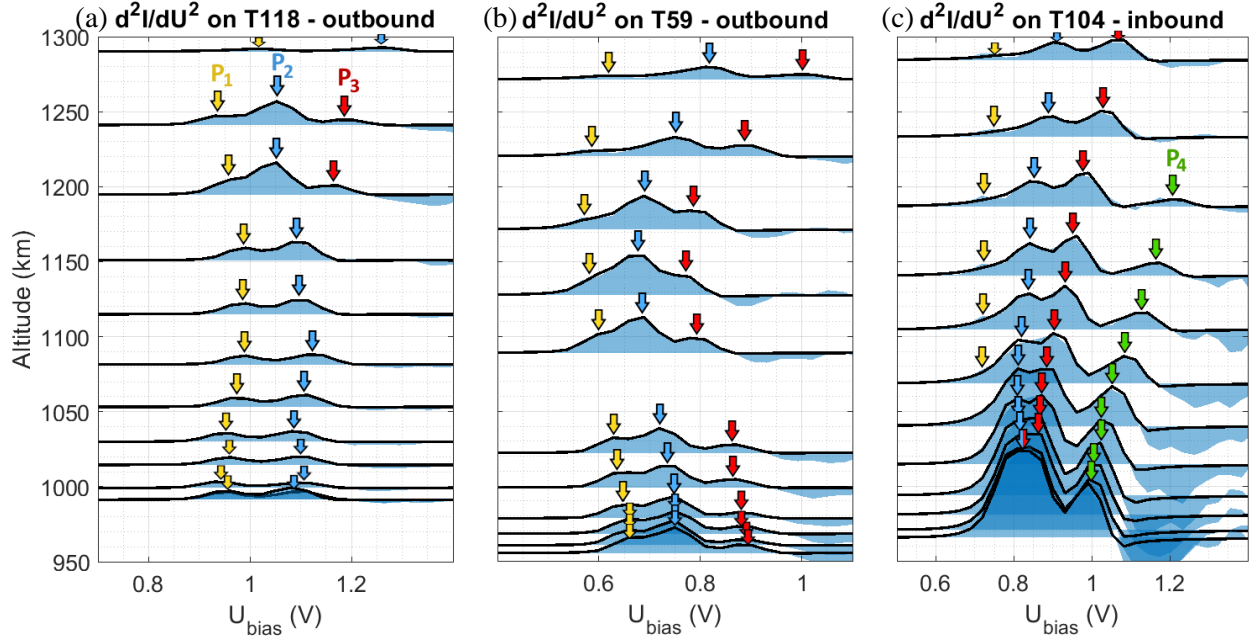 (a) d²I/dU² on T118 - outbound
(b) d²I/dU² on T59 - outbound
(c) d²I/dU² on T104 - inbound
Altitude (km)
1300
1250
1200
1150
1100
1050
1000
950
P₁
P₂
P₃
P₄
0.8 1 1.2
U_bias (V)
0.6 0.8 1
U_bias (V)
0.6 0.8 1 1.2
U_bias (V)